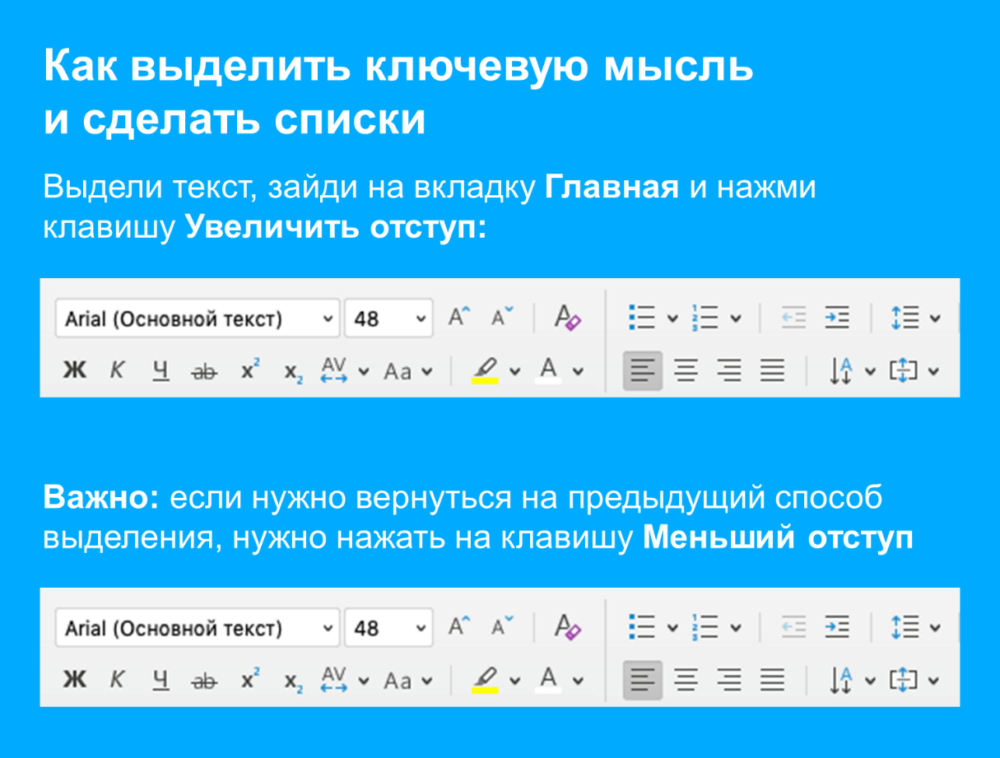 Как выделить ключевую мысль
и сделать списки
Выдели текст, зайди на вкладку Главная и нажми
клавишу Увеличить отступ:
Arial (Основной текст) 48 A A A
Ж К Ч ab x² x₂ AV Aa A A
Важно: если нужно вернуться на предыдущий способ
выделения, нужно нажать на клавишу Меньший отступ
Arial (Основной текст) 48 A A A
Ж К Ч ab x² x₂ AV Aa A A